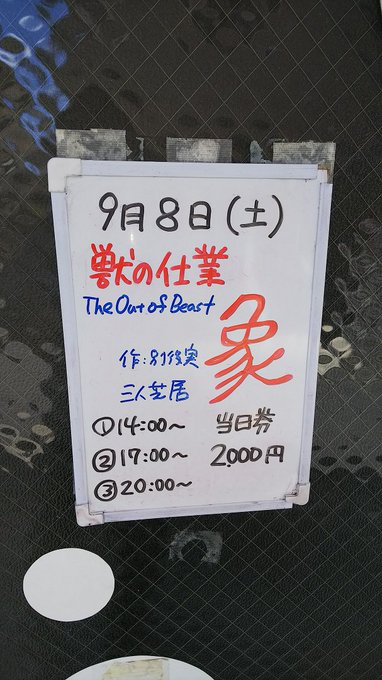 9月8日(土)
獣の仕業
The Out of Beast
象
作:別役実
三人芝居
①14:00~ 当日券
②17:00~ 2,000円
③20:00~